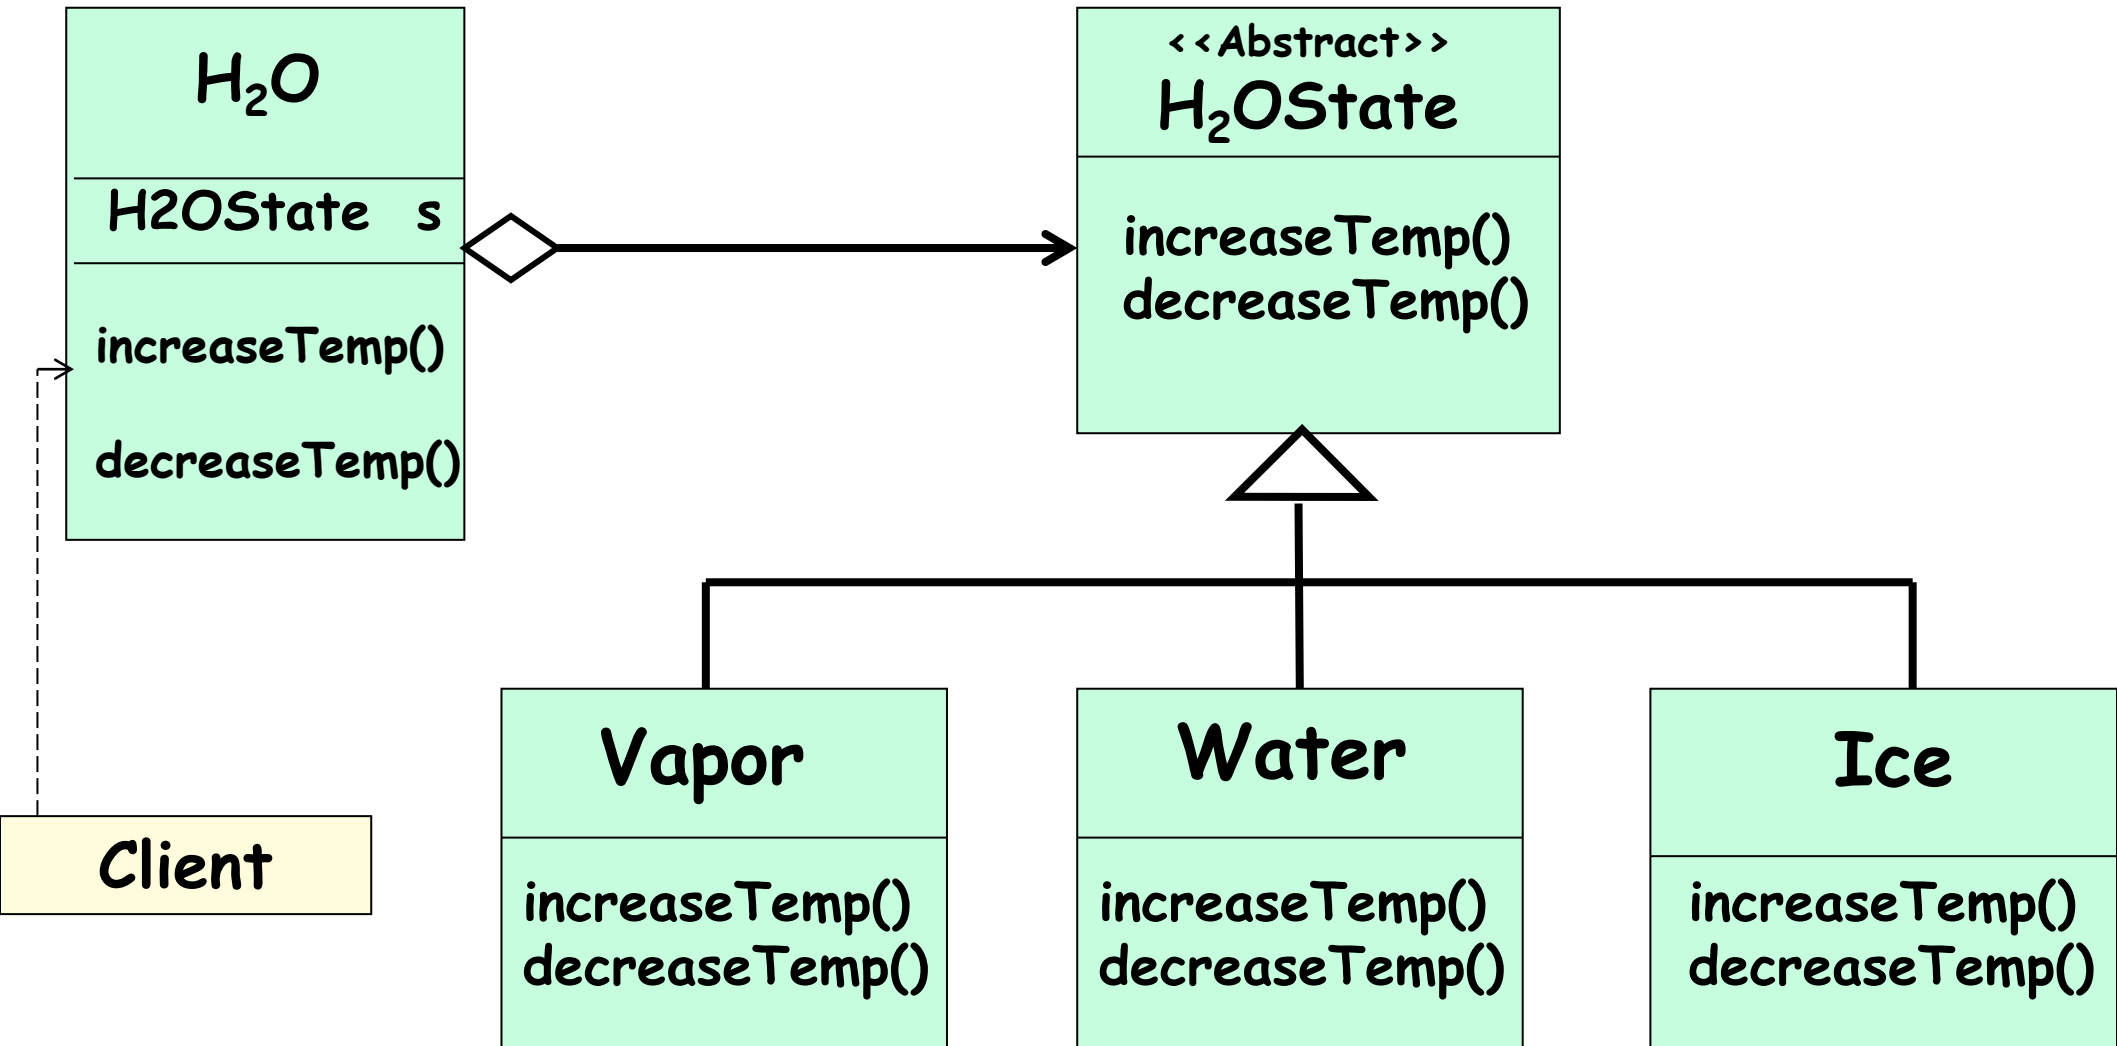 H₂O
H2OState s
increaseTemp()
decreaseTemp()
<<Abstract>>
H₂OState
increaseTemp()
decreaseTemp()
Client
Vapor
increaseTemp()
decreaseTemp()
Water
increaseTemp()
decreaseTemp()
Ice
increaseTemp()
decreaseTemp()